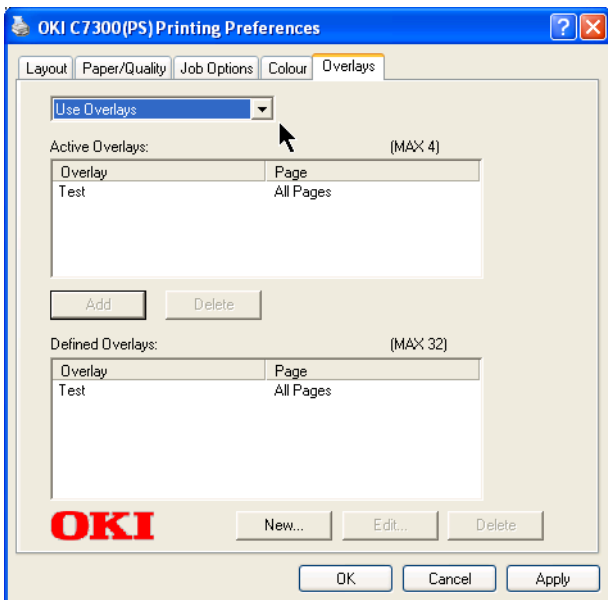 OKI C7300(PS) Printing Preferences
Layout Paper/Quality Job Options Colour Overlays
Use Overlays
Active Overlays: (MAX 4)
Overlay Page
Test All Pages
Add Delete
Defined Overlays: (MAX 32)
Overlay Page
Test All Pages
OKI New... Edit... Delete
OK Cancel Apply